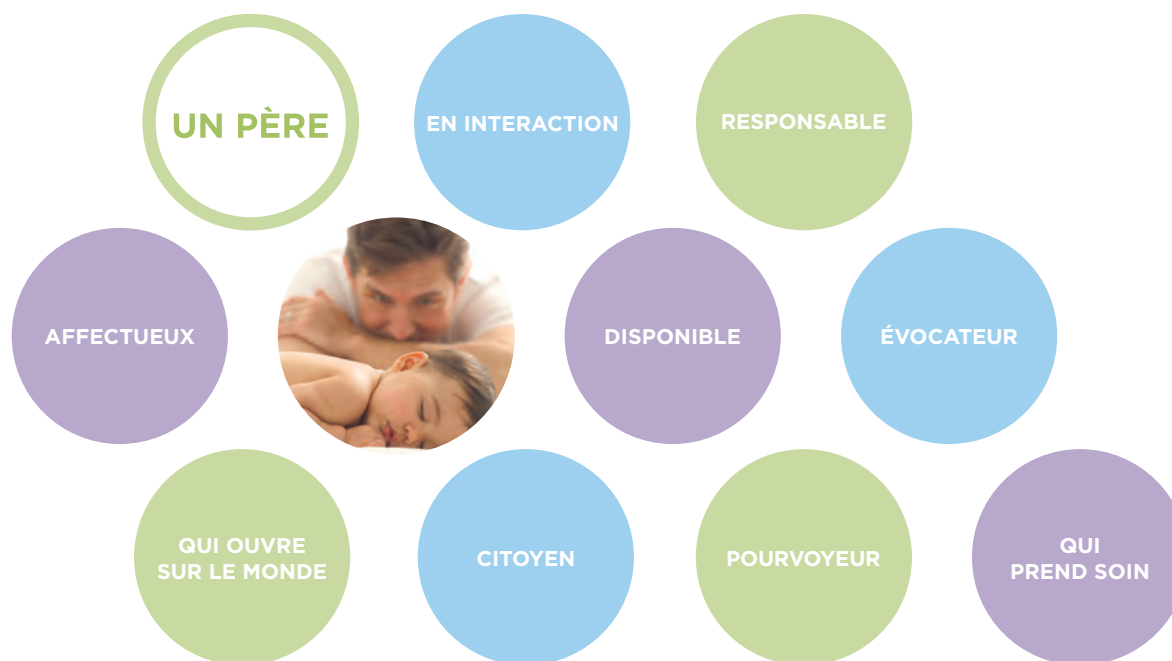 UN PÈRE
EN INTERACTION
RESPONSABLE
AFFECTUEUX
DISPONIBLE
ÉVOCATEUR
QUI OUVRE
SUR LE MONDE
CITOYEN
POURVOYEUR
QUI
PREND SOIN